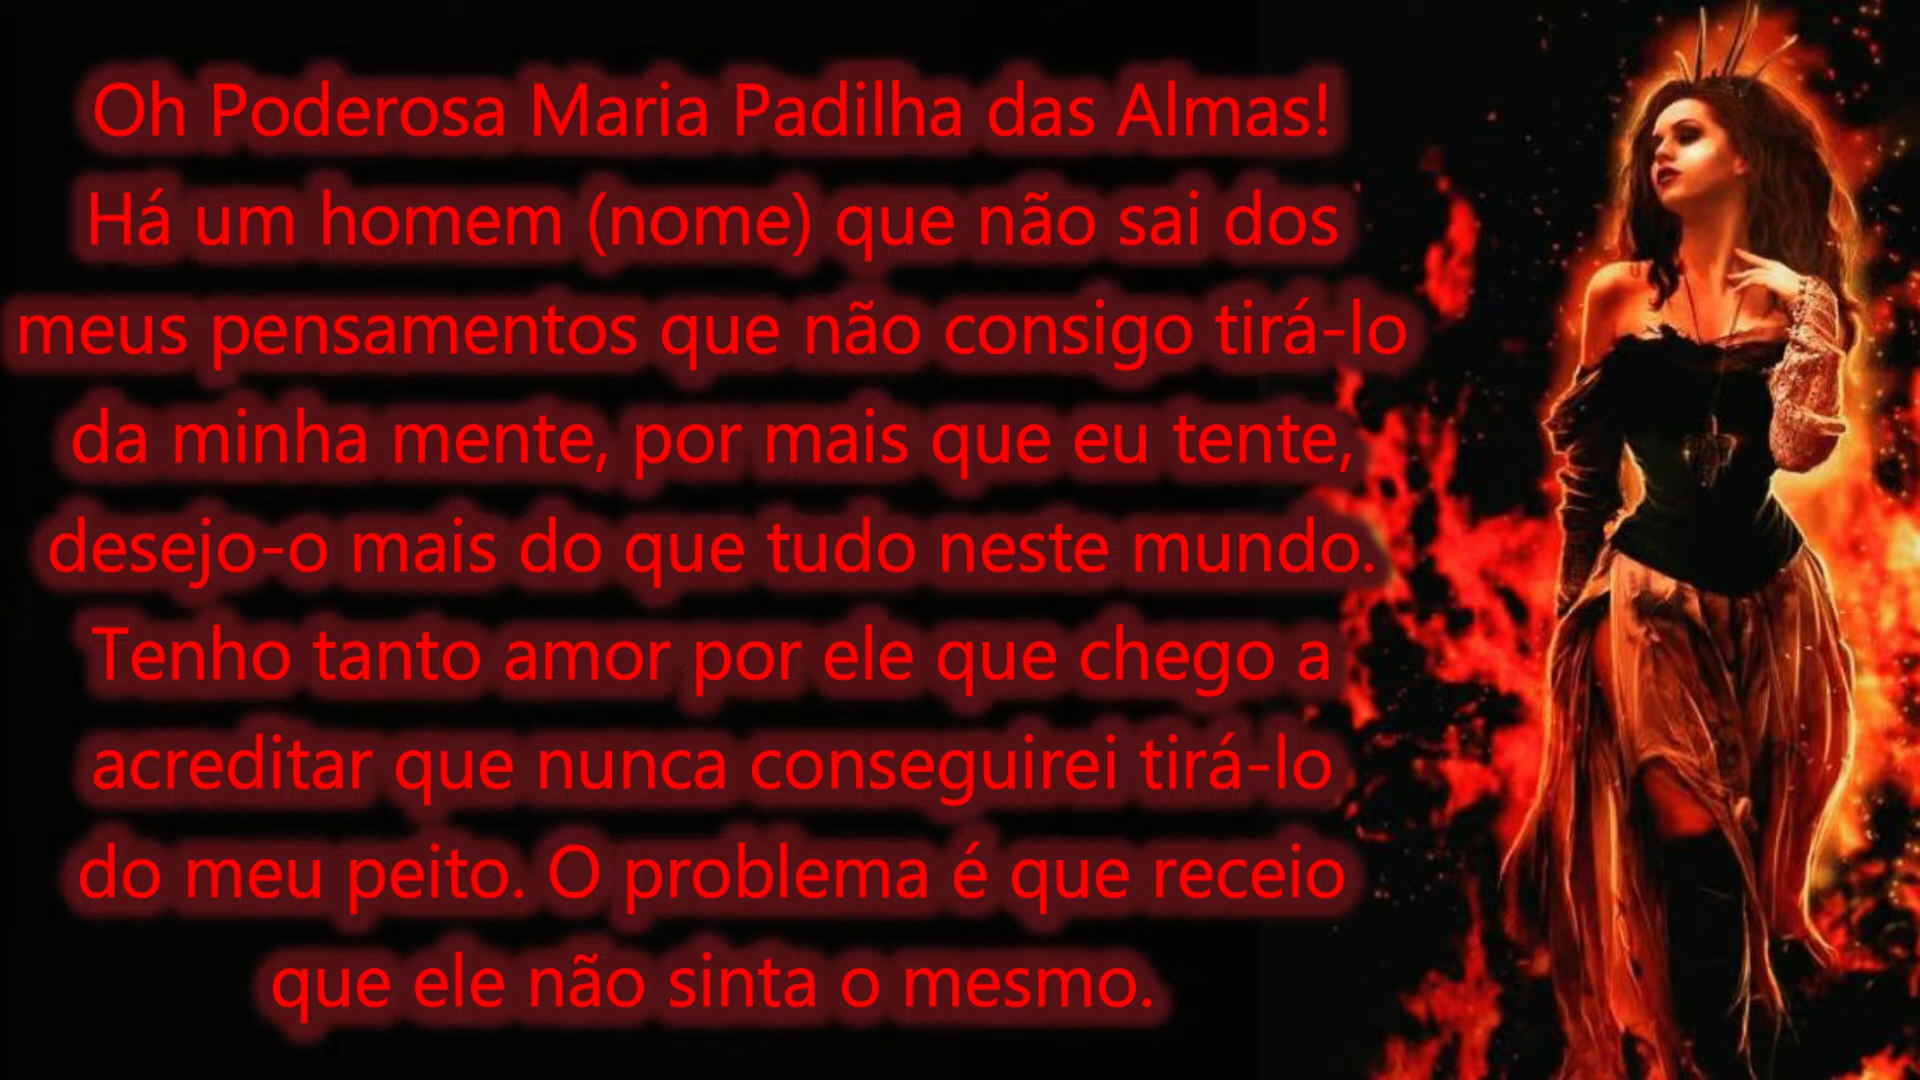 Oh Poderosa Maria Padilha das Almas!
Há um homem (nome) que não sai dos
meus pensamentos que não consigo tirá-lo
da minha mente, por mais que eu tente,
desejo-o mais do que tudo neste mundo.
Tenho tanto amor por ele que chego a
acreditar que nunca conseguirei tirá-lo
do meu peito. O problema é que receio
que ele não sinta o mesmo.